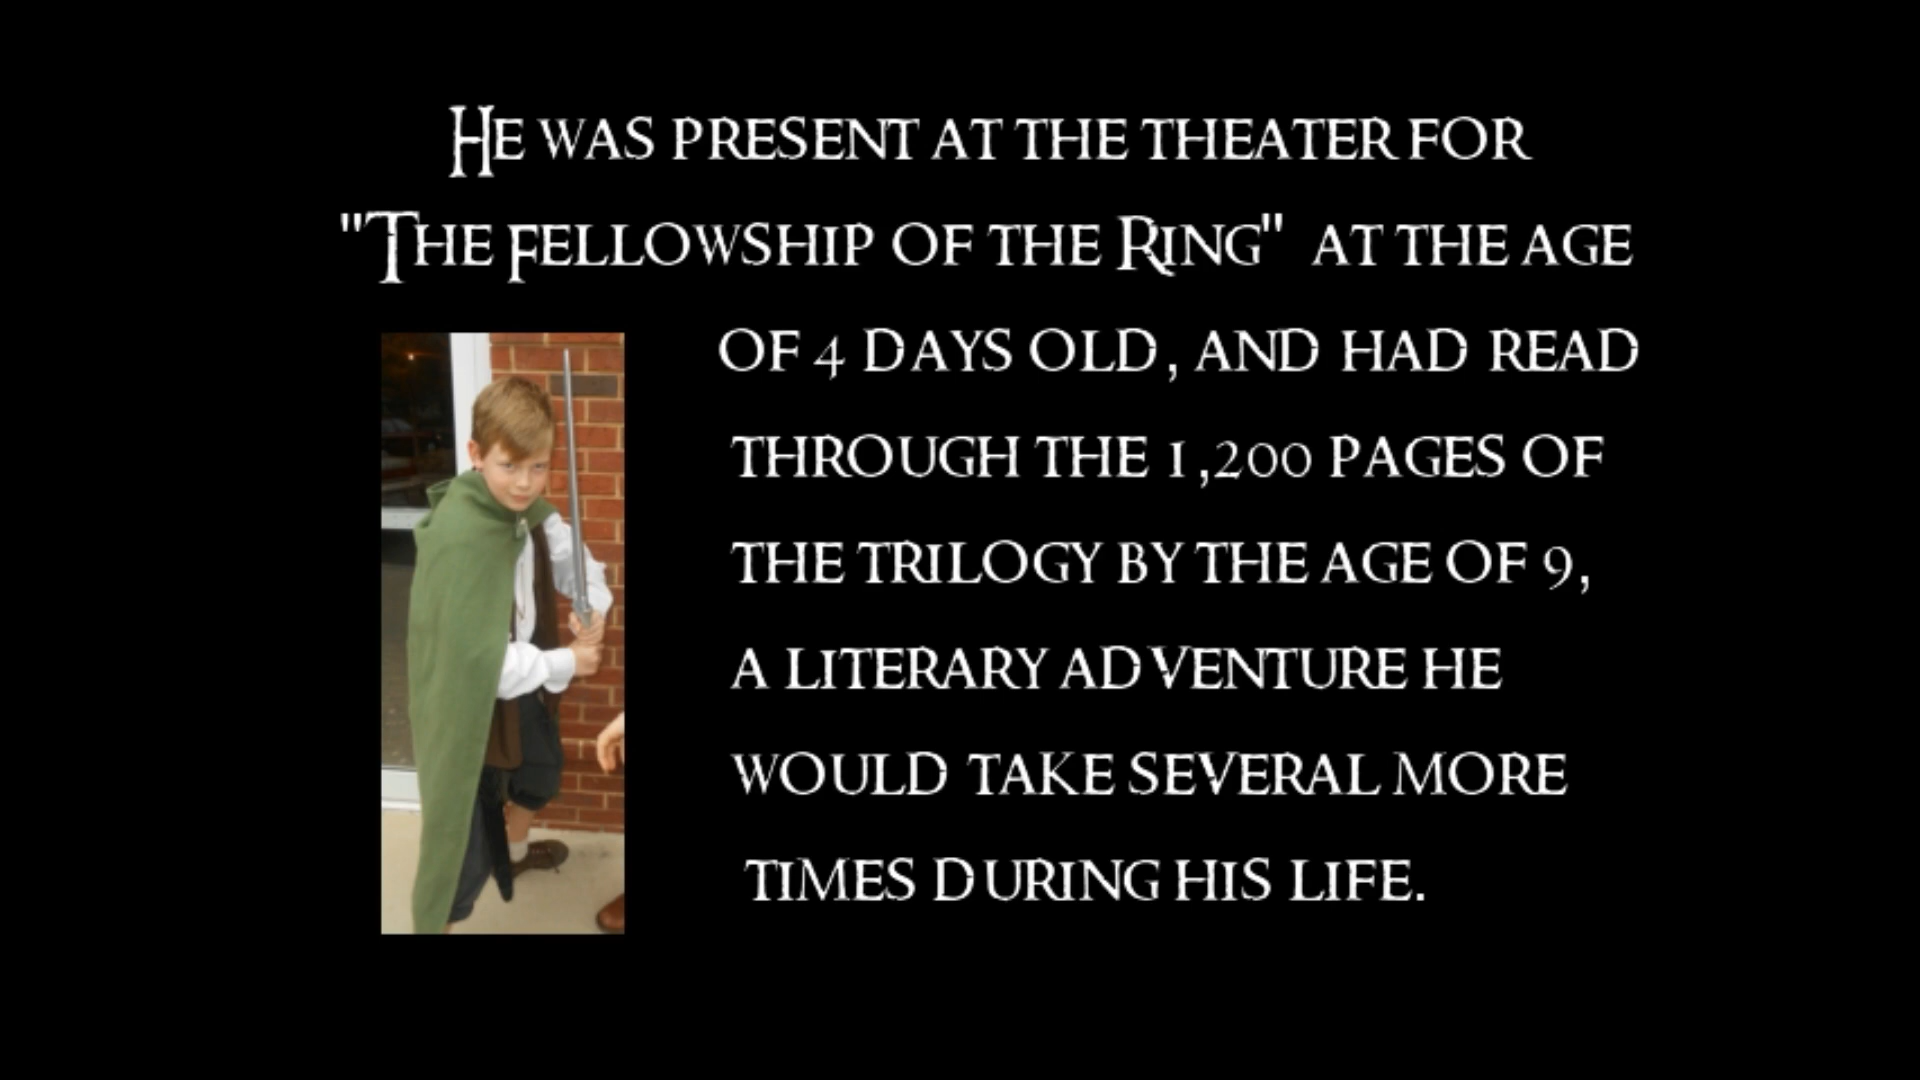 He was present at the theater for
"The Fellowship of the Ring" at the age
of 4 days old, and had read
through the 1,200 pages of
the trilogy by the age of 9,
a literary adventure he
would take several more
times during his life.